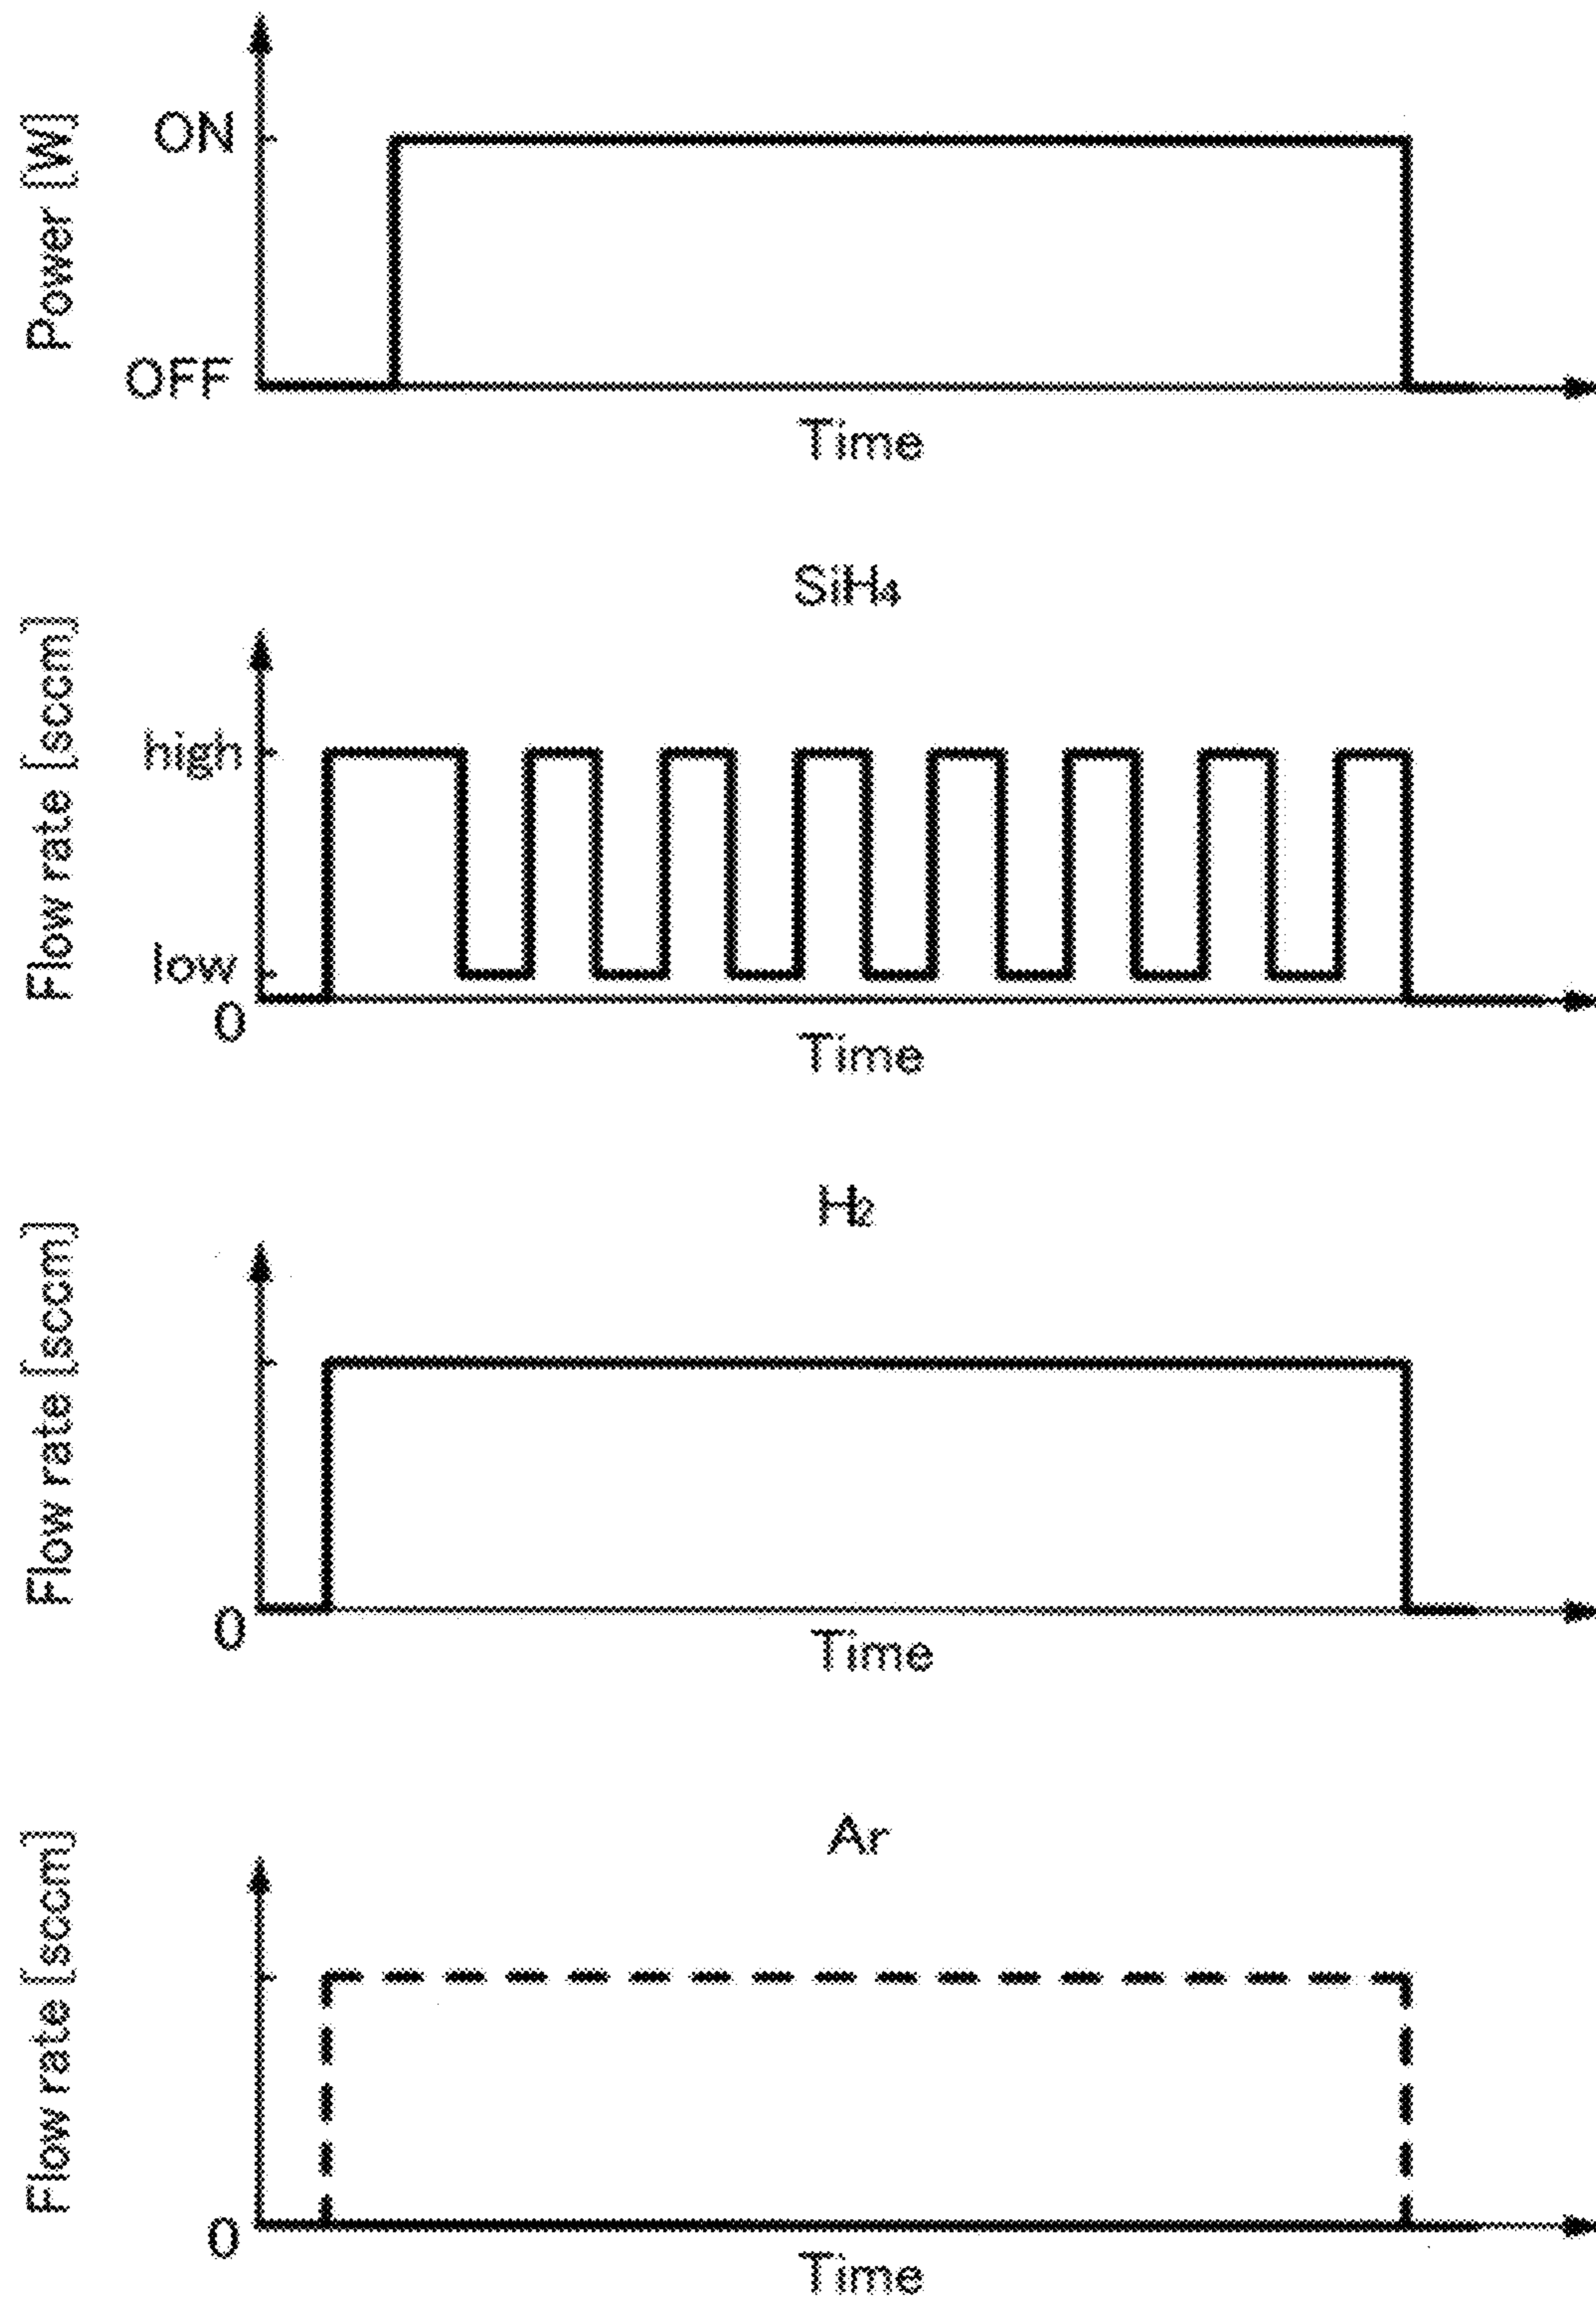 Power [W]
ON
OFF
Time
SiH₄
Flow rate [sccm]
high
low
0
Time
H₂
Flow rate [sccm]
0
Time
Ar
Flow rate [sccm]
0
Time